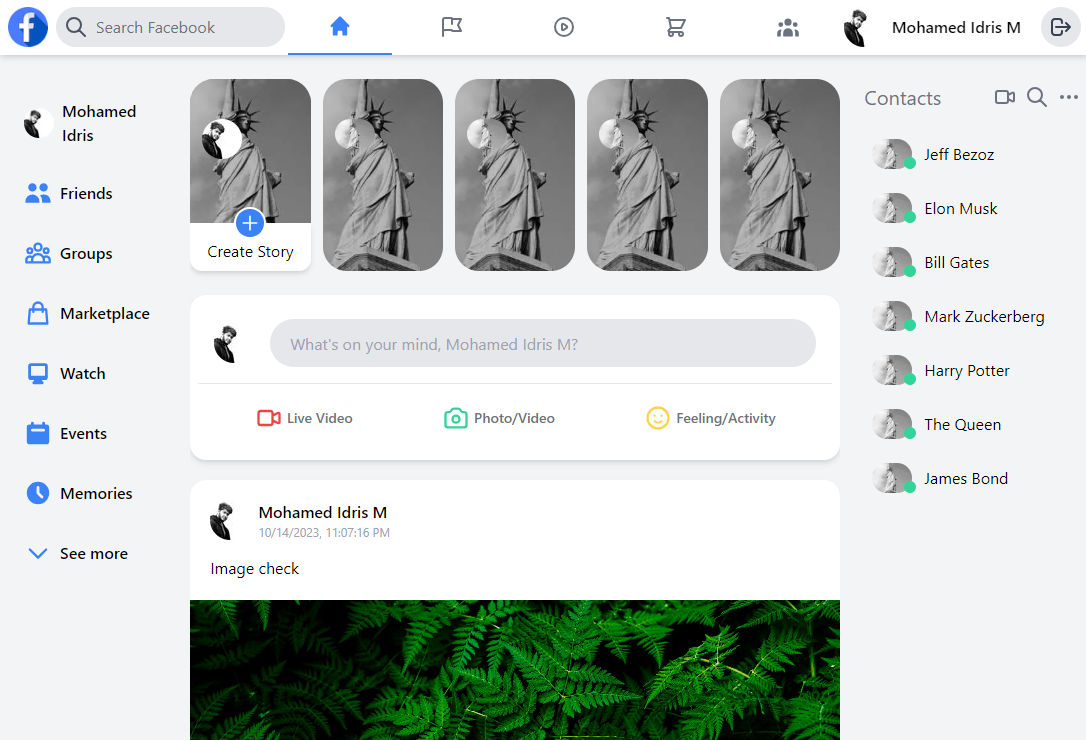 f
Search Facebook
Mohamed Idris M
Mohamed
Idris
Friends
Groups
Marketplace
Watch
Events
Memories
See more
Create Story
What's on your mind, Mohamed Idris M?
Live Video
Photo/Video
Feeling/Activity
Mohamed Idris M
10/14/2023, 11:07:16 PM
Image check
Contacts
Jeff Bezoz
Elon Musk
Bill Gates
Mark Zuckerberg
Harry Potter
The Queen
James Bond